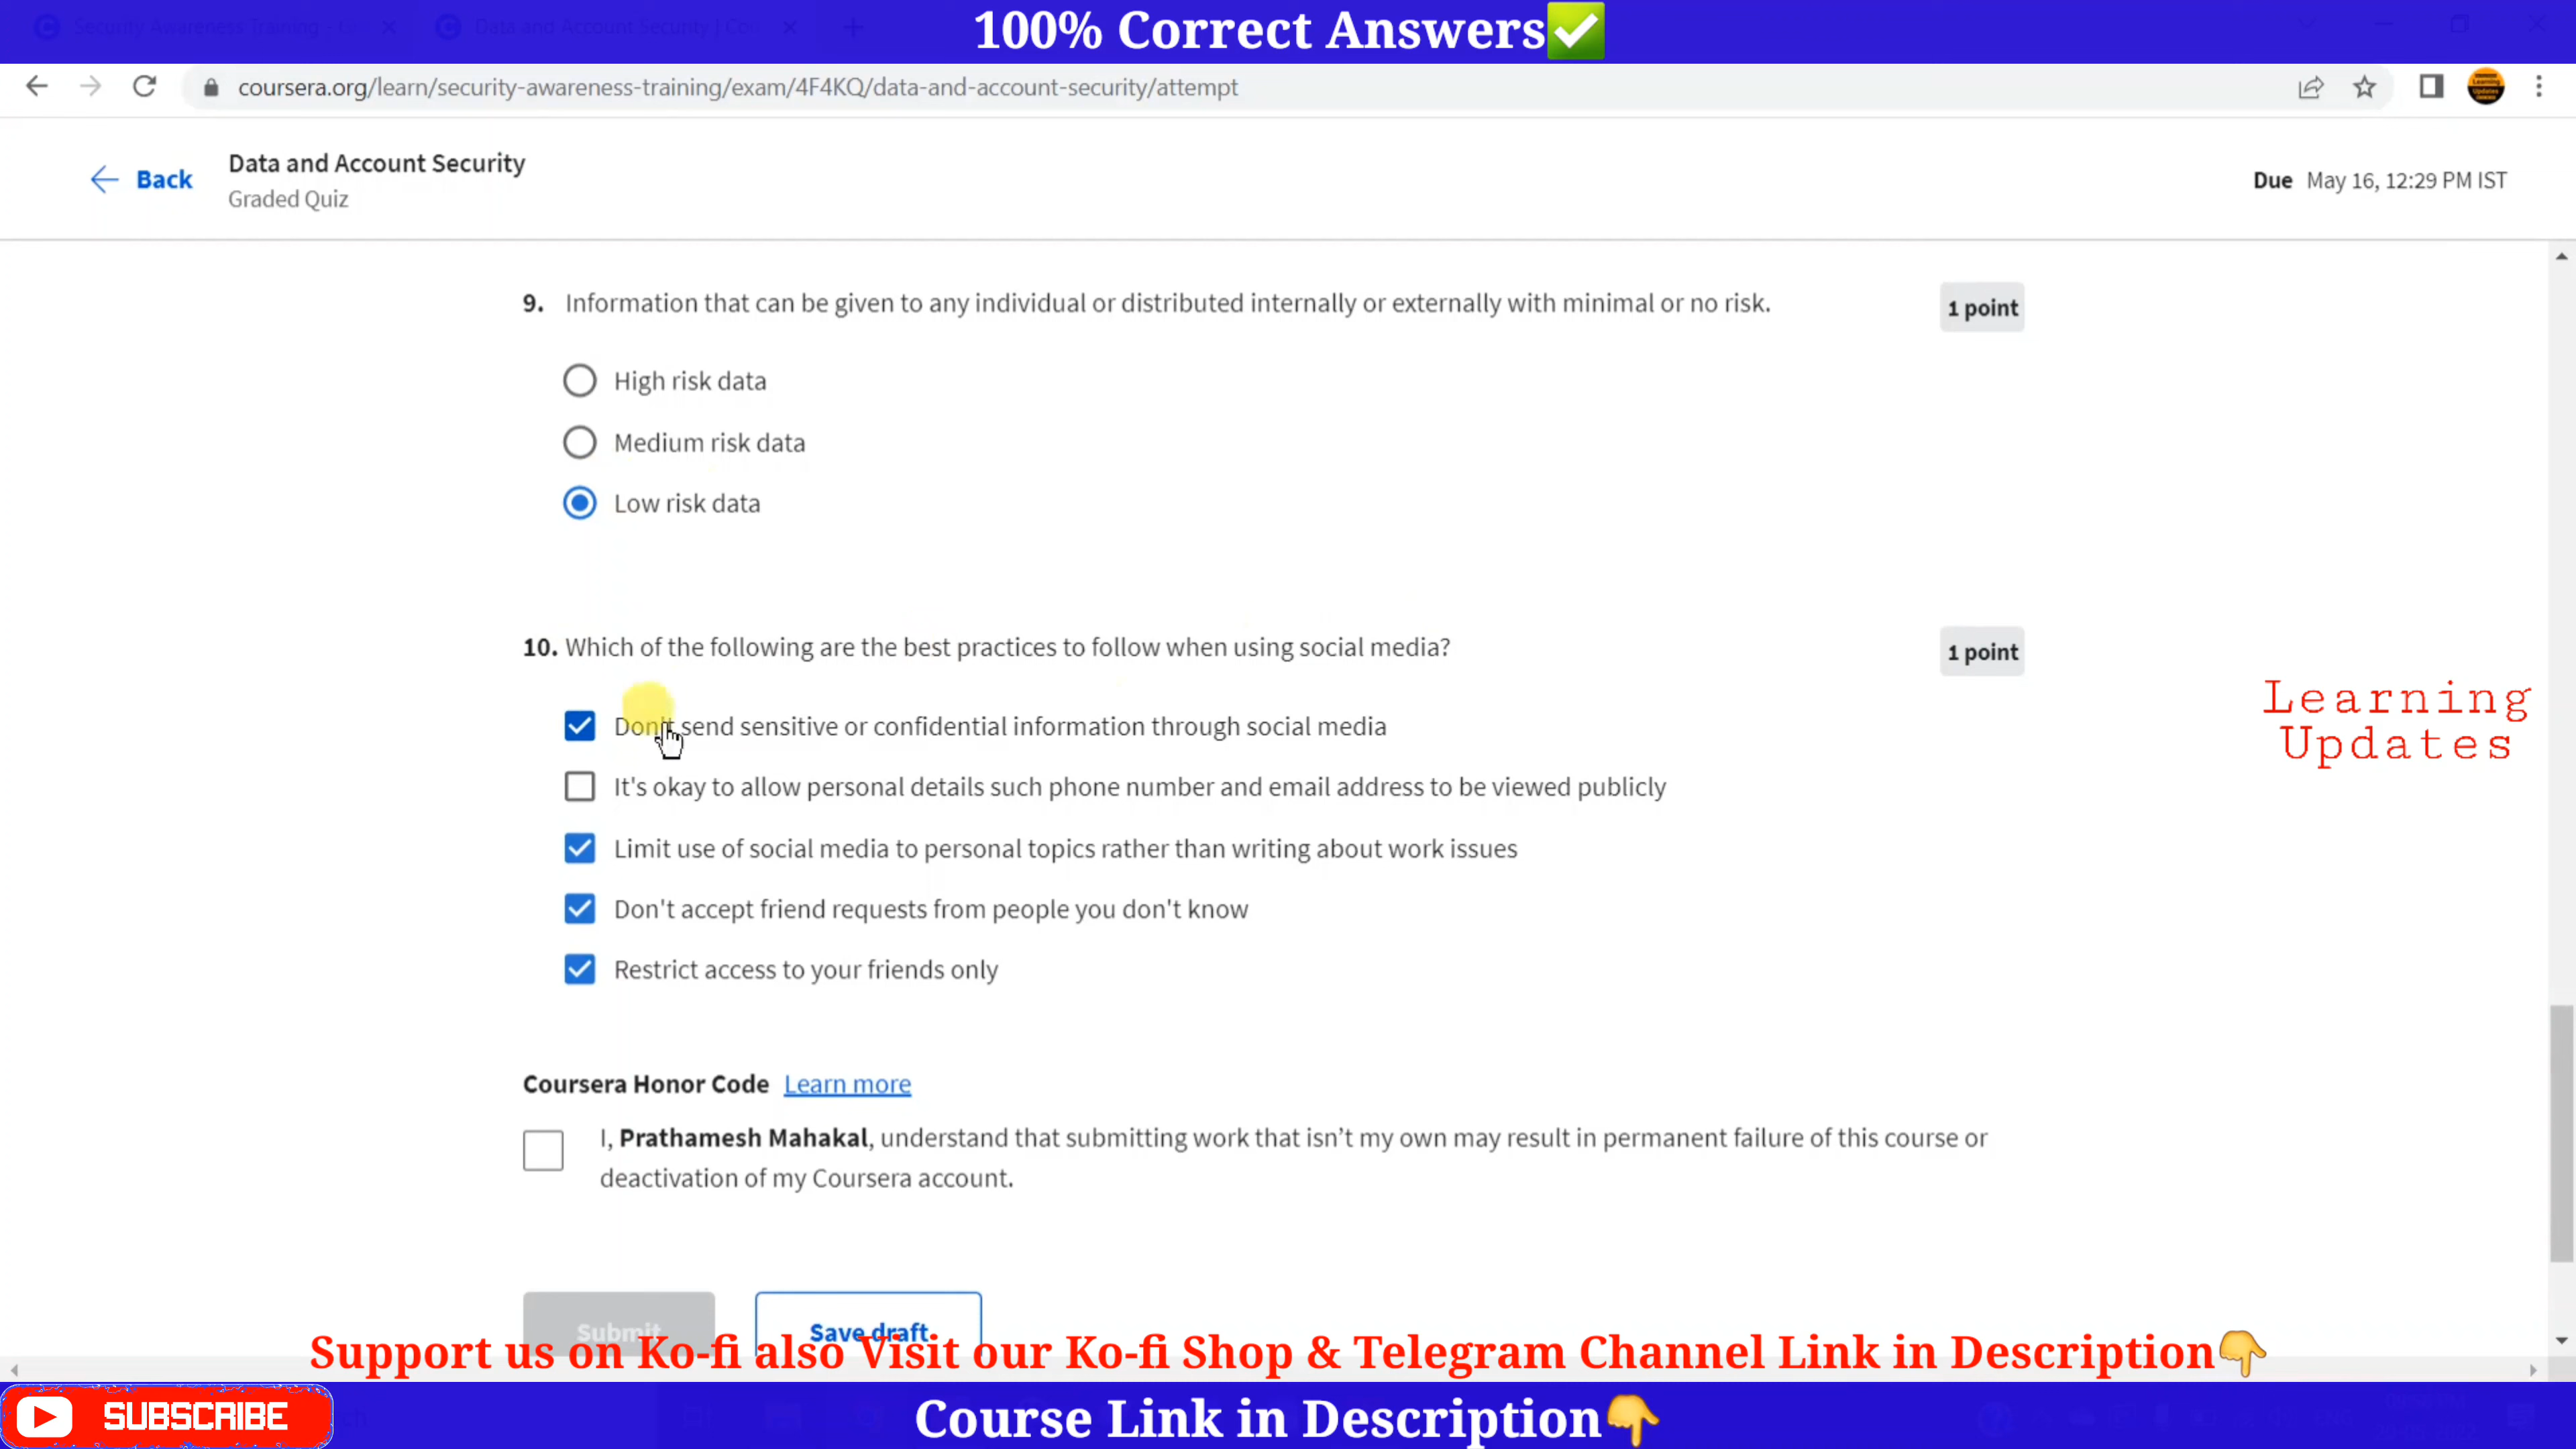 Security Awareness Training - Co
Data and Account Security | Cou
100% Correct Answers✅
coursera.org/learn/security-awareness-training/exam/4F4KQ/data-and-account-security/attempt
Back
Data and Account Security
Graded Quiz
Due May 16, 12:29 PM IST
9. Information that can be given to any individual or distributed internally or externally with minimal or no risk.
1 point
High risk data
Medium risk data
Low risk data
10. Which of the following are the best practices to follow when using social media?
1 point
Don't send sensitive or confidential information through social media
It's okay to allow personal details such phone number and email address to be viewed publicly
Limit use of social media to personal topics rather than writing about work issues
Don't accept friend requests from people you don't know
Restrict access to your friends only
Learning
Updates
Coursera Honor Code Learn more
I, Prathamesh Mahakal, understand that submitting work that isn't my own may result in permanent failure of this course or
deactivation of my Coursera account.
Submit
Save draft
Support us on Ko-fi also Visit our Ko-fi Shop & Telegram Channel Link in Description👇
SUBSCRIBE
Course Link in Description👇